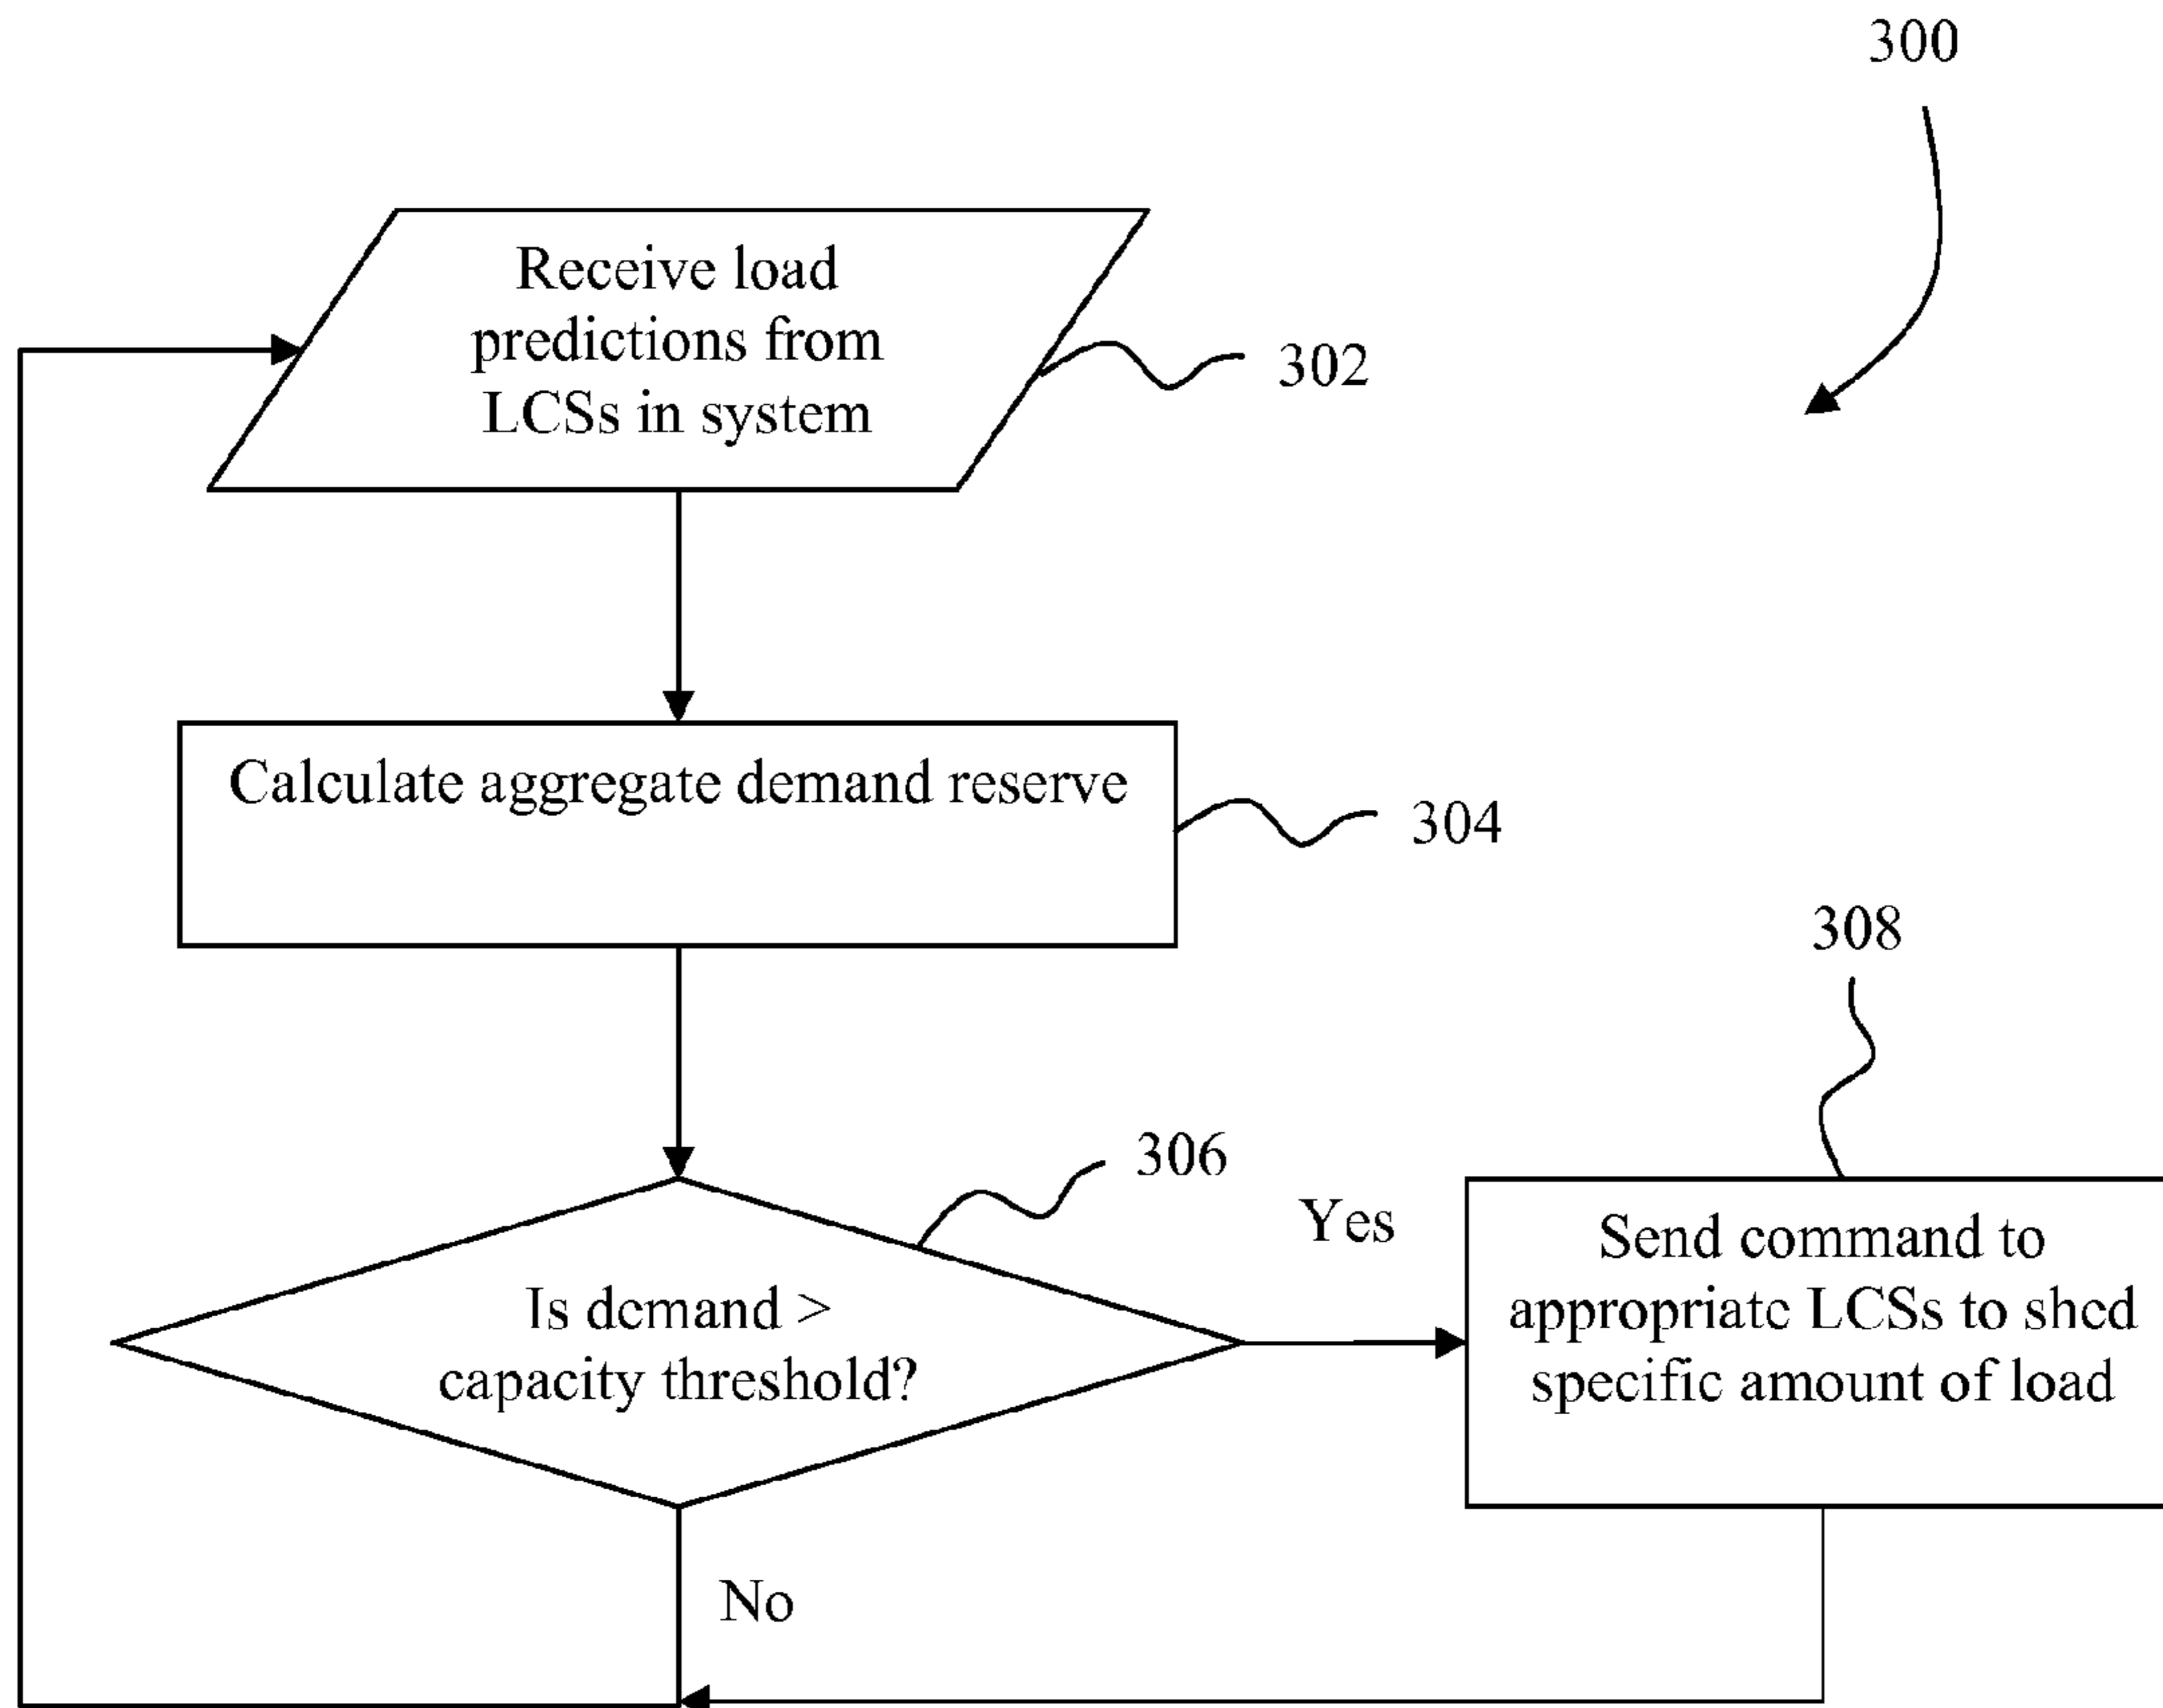 300
Receive load
predictions from
LCSs in system
302
Calculate aggregate demand reserve
304
308
306
Yes
Send command to
appropriate LCSs to shed
specific amount of load
Is demand >
capacity threshold?
No